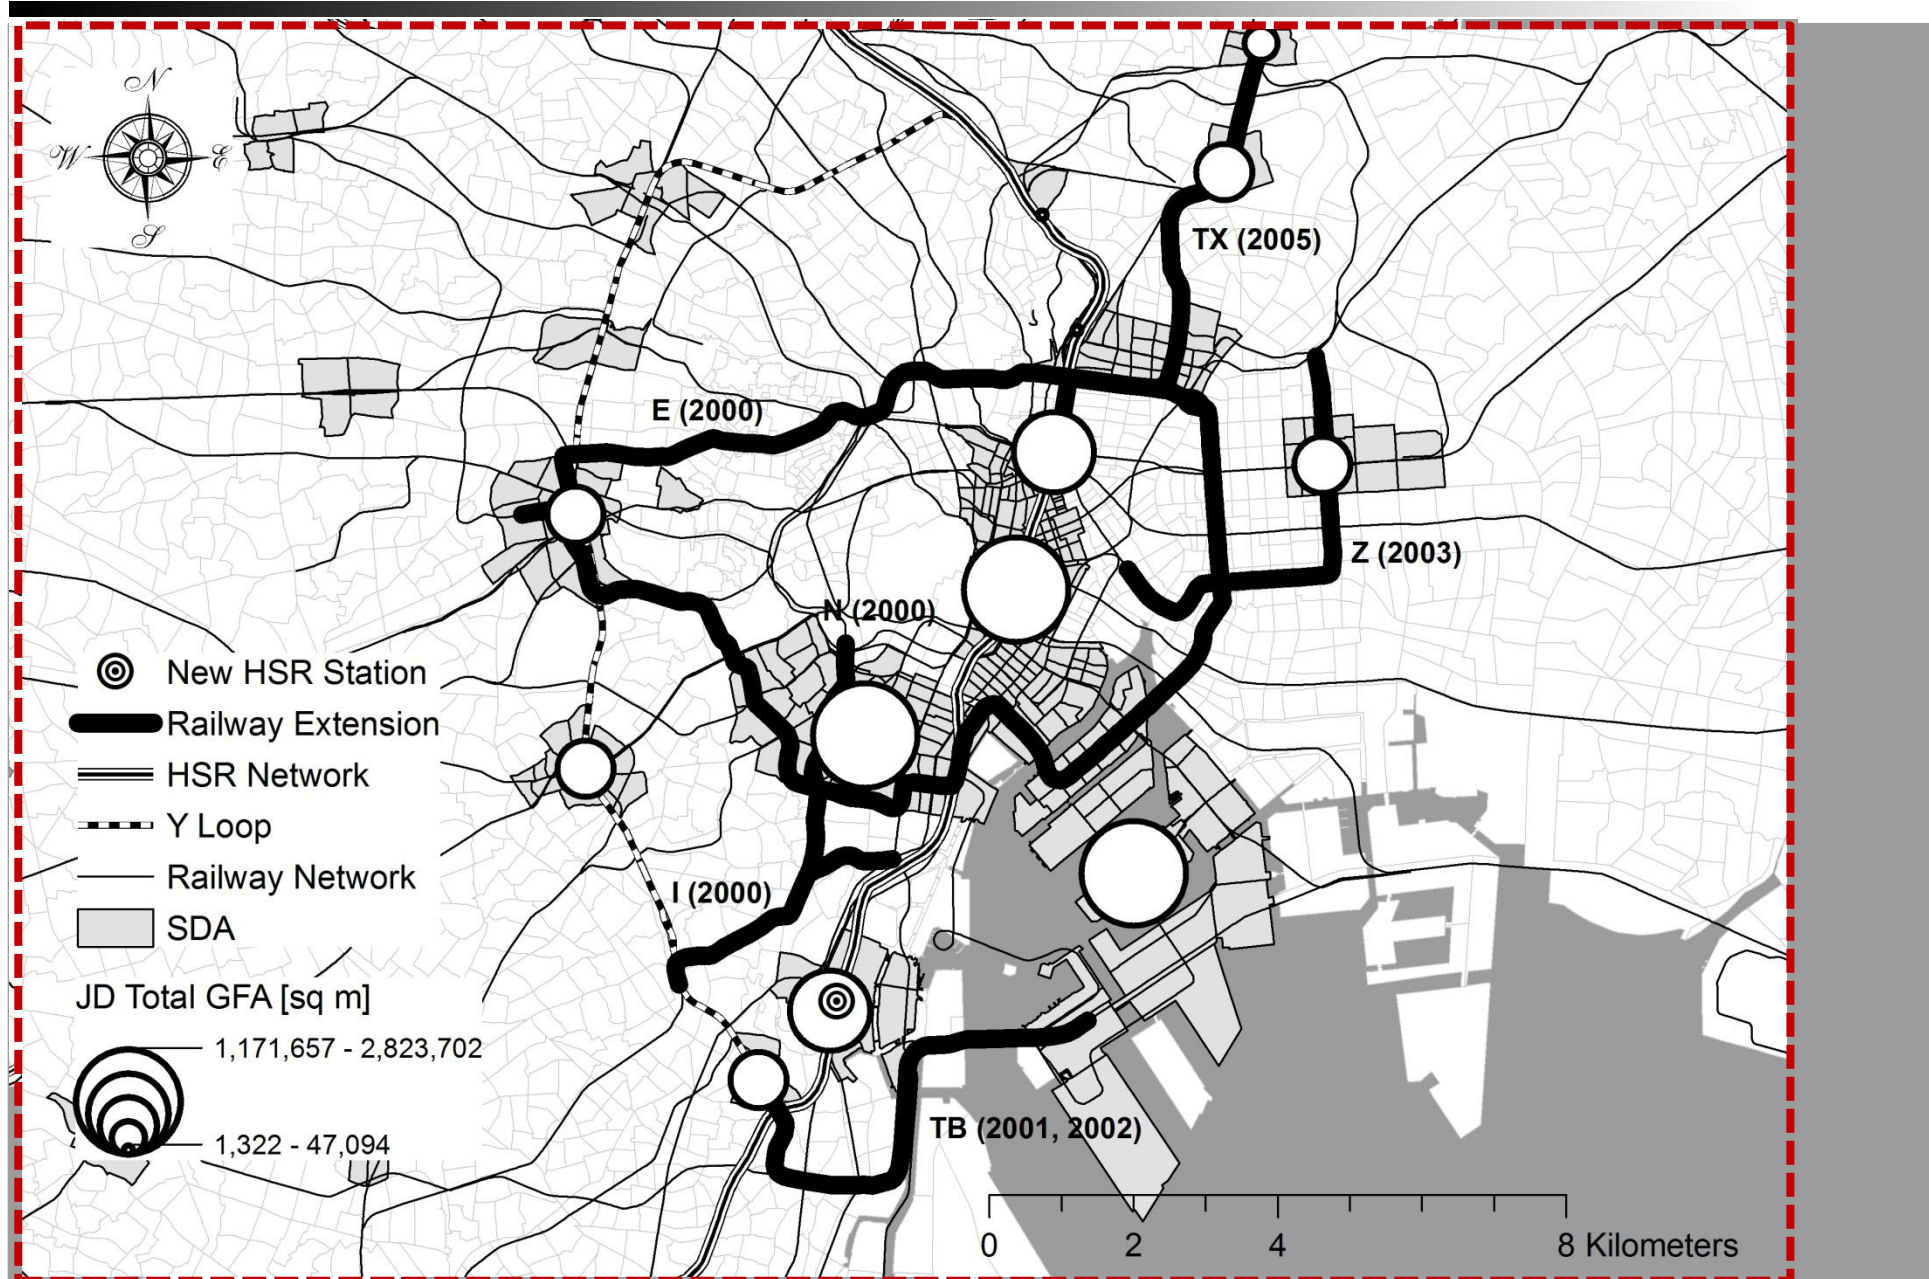 N
W E
S
TX (2005)
E (2000)
Z (2003)
N (2000)
New HSR Station
Railway Extension
HSR Network
Y Loop
Railway Network
I (2000)
SDA
JD Total GFA [sq m]
1,171,657 - 2,823,702
1,322 - 47,094
TB (2001, 2002)
0 2 4 8 Kilometers